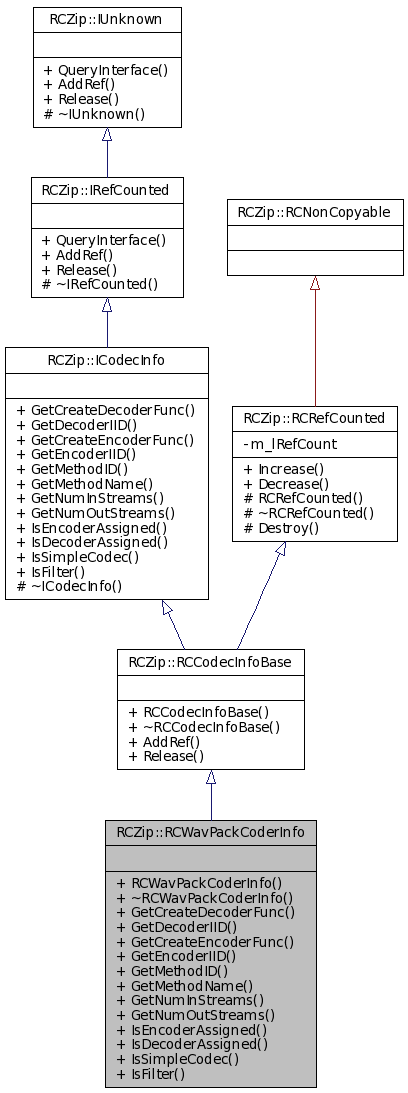 RCZip::IUnknown
+ QueryInterface()
+ AddRef()
+ Release()
# ~IUnknown()
RCZip::IRefCounted
+ QueryInterface()
+ AddRef()
+ Release()
# ~IRefCounted()
RCZip::RCNonCopyable
RCZip::ICodecInfo
+ GetCreateDecoderFunc()
+ GetDecoderIID()
+ GetCreateEncoderFunc()
+ GetEncoderIID()
+ GetMethodID()
+ GetMethodName()
+ GetNumInStreams()
+ GetNumOutStreams()
+ IsEncoderAssigned()
+ IsDecoderAssigned()
+ IsSimpleCodec()
+ IsFilter()
# ~ICodecInfo()
RCZip::RCRefCounted
- m_lRefCount
+ Increase()
+ Decrease()
# RCRefCounted()
# ~RCRefCounted()
# Destroy()
RCZip::RCCodecInfoBase
+ RCCodecInfoBase()
+ ~RCCodecInfoBase()
+ AddRef()
+ Release()
RCZip::RCWavPackCoderInfo
+ RCWavPackCoderInfo()
+ ~RCWavPackCoderInfo()
+ GetCreateDecoderFunc()
+ GetDecoderIID()
+ GetCreateEncoderFunc()
+ GetEncoderIID()
+ GetMethodID()
+ GetMethodName()
+ GetNumInStreams()
+ GetNumOutStreams()
+ IsEncoderAssigned()
+ IsDecoderAssigned()
+ IsSimpleCodec()
+ IsFilter()